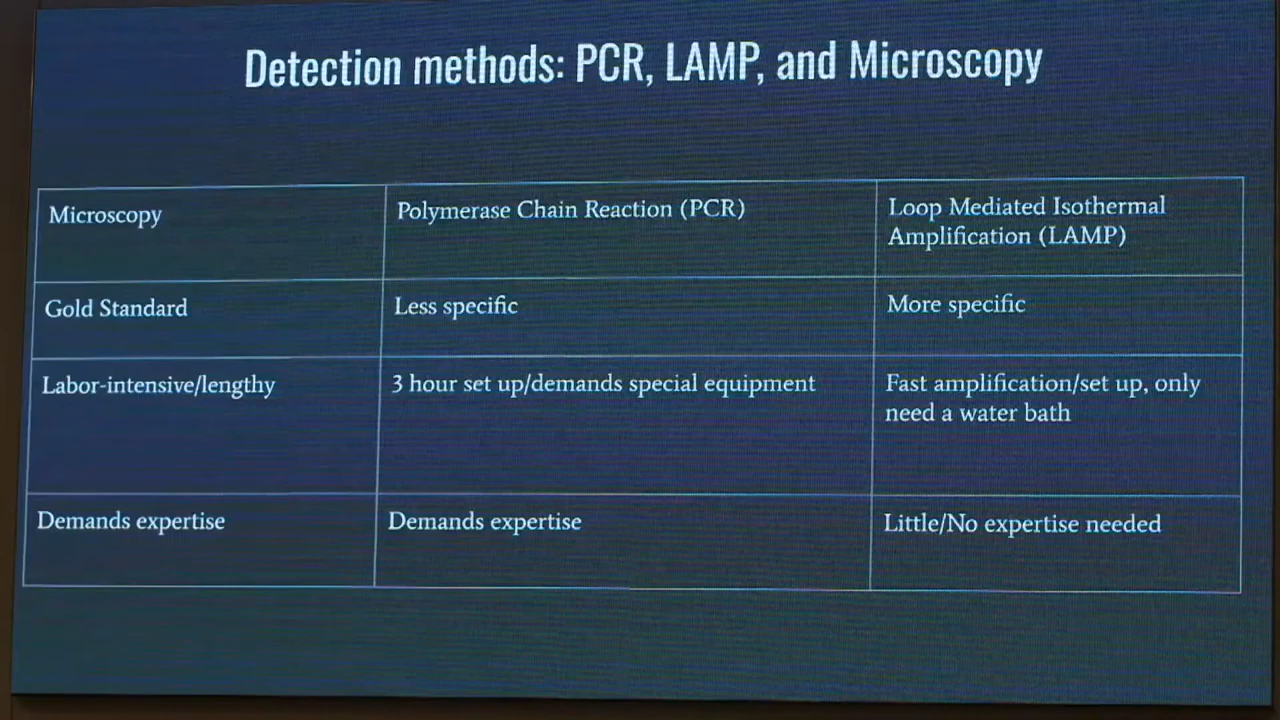 Detection methods: PCR, LAMP, and Microscopy
Microscopy
Polymerase Chain Reaction (PCR)
Loop Mediated Isothermal
Amplification (LAMP)
Gold Standard
Less specific
More specific
Labor-intensive/lengthy
3 hour set up/demands special equipment
Fast amplification/set up, only
need a water bath
Demands expertise
Demands expertise
Little/No expertise needed